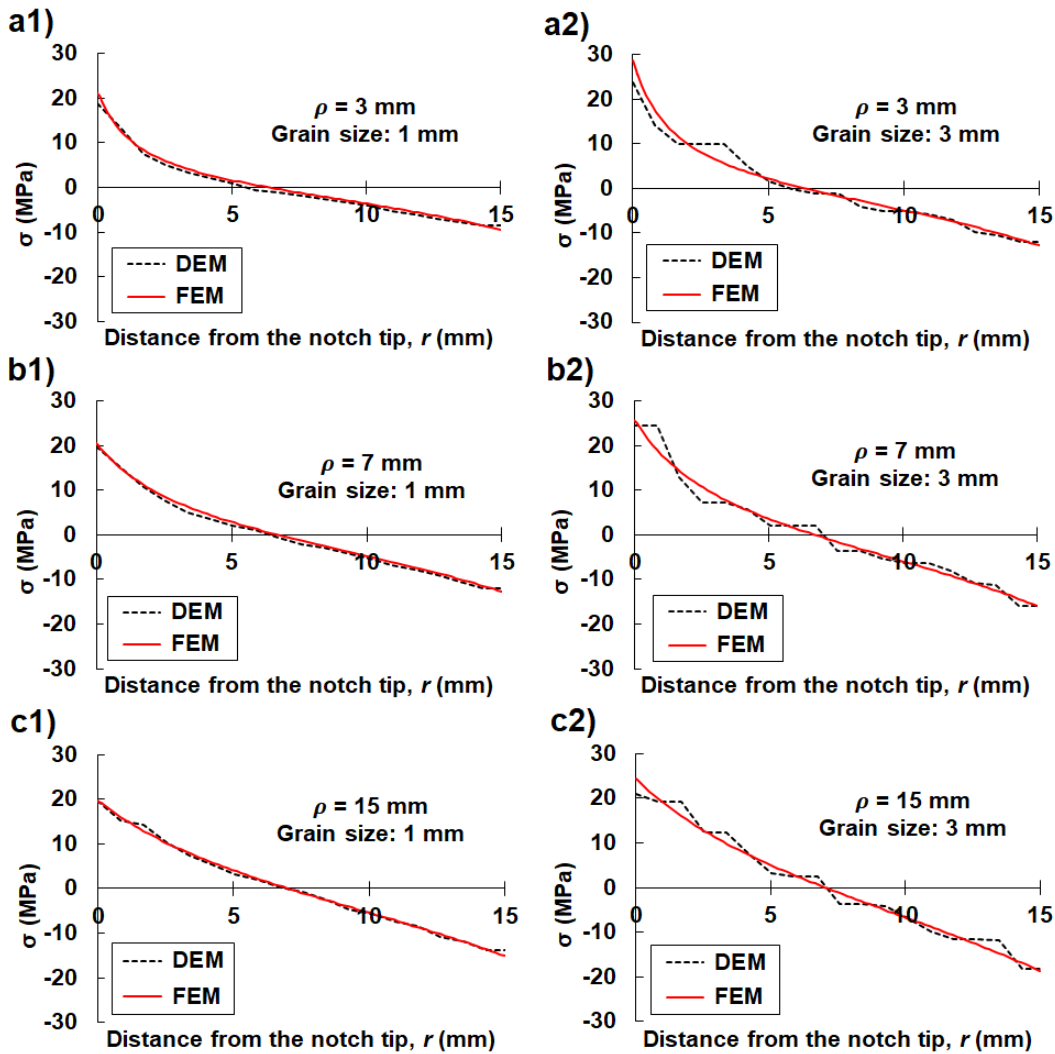 a1)
30
20
10
0
-10
-20
-30
σ (MPa)
0 5 10 15
ρ = 3 mm
Grain size: 1 mm
DEM
FEM
Distance from the notch tip, r (mm)
a2)
30
20
10
0
-10
-20
-30
σ (MPa)
0 5 10 15
ρ = 3 mm
Grain size: 3 mm
DEM
FEM
Distance from the notch tip, r (mm)
b1)
30
20
10
0
-10
-20
-30
σ (MPa)
0 5 10 15
ρ = 7 mm
Grain size: 1 mm
DEM
FEM
Distance from the notch tip, r (mm)
b2)
30
20
10
0
-10
-20
-30
σ (MPa)
0 5 10 15
ρ = 7 mm
Grain size: 3 mm
DEM
FEM
Distance from the notch tip, r (mm)
c1)
30
20
10
0
-10
-20
-30
σ (MPa)
0 5 10 15
ρ = 15 mm
Grain size: 1 mm
DEM
FEM
Distance from the notch tip, r (mm)
c2)
30
20
10
0
-10
-20
-30
σ (MPa)
0 5 10 15
ρ = 15 mm
Grain size: 3 mm
DEM
FEM
Distance from the notch tip, r (mm)